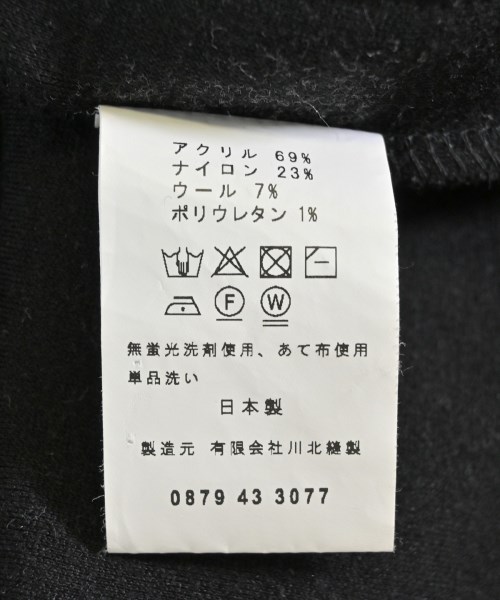 アクリル 69%
ナイロン 23%
ウール 7%
ポリウレタン 1%
F W
無蛍光洗剤使用、あて布使用
単品洗い
日本製
製造元 有限会社川北縫製
0879 43 3077